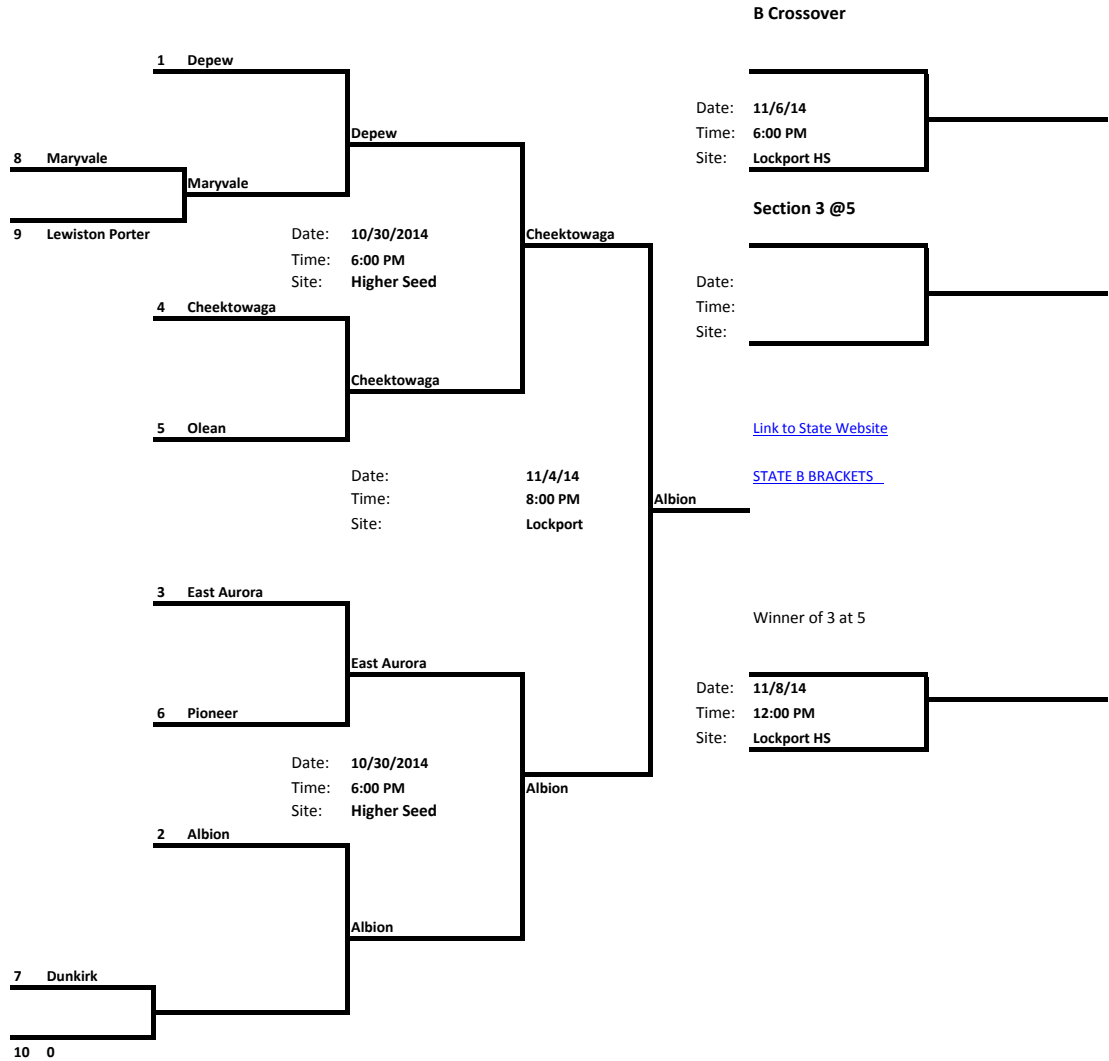 B Crossover
1 Depew
Date: 11/6/14
Depew
Time: 6:00 PM
8 Maryvale
Site: Lockport HS
Maryvale
Section 3 @5
9 Lewiston Porter
Date: 10/30/2014
Cheektowaga
Time: 6:00 PM
Site: Higher Seed
Date:
4 Cheektowaga
Time:
Site:
Cheektowaga
5 Olean
Link to State Website
Date: 11/4/14
STATE B BRACKETS
Time: 8:00 PM
Albion
Site: Lockport
3 East Aurora
Winner of 3 at 5
East Aurora
Date: 11/8/14
6 Pioneer
Time: 12:00 PM
Site: Lockport HS
Date: 10/30/2014
Time: 6:00 PM
Albion
Site: Higher Seed
2 Albion
Albion
7 Dunkirk
10 0